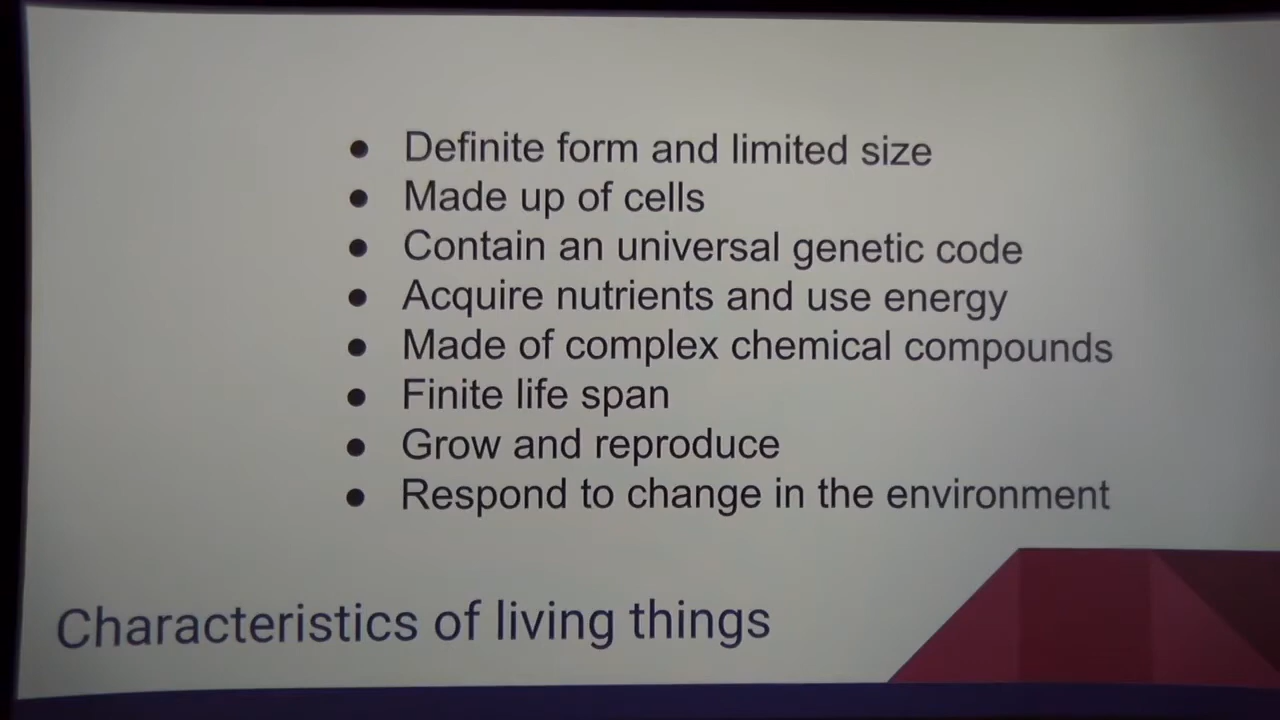 ● Definite form and limited size
● Made up of cells
● Contain an universal genetic code
● Acquire nutrients and use energy
● Made of complex chemical compounds
● Finite life span
● Grow and reproduce
● Respond to change in the environment
Characteristics of living things